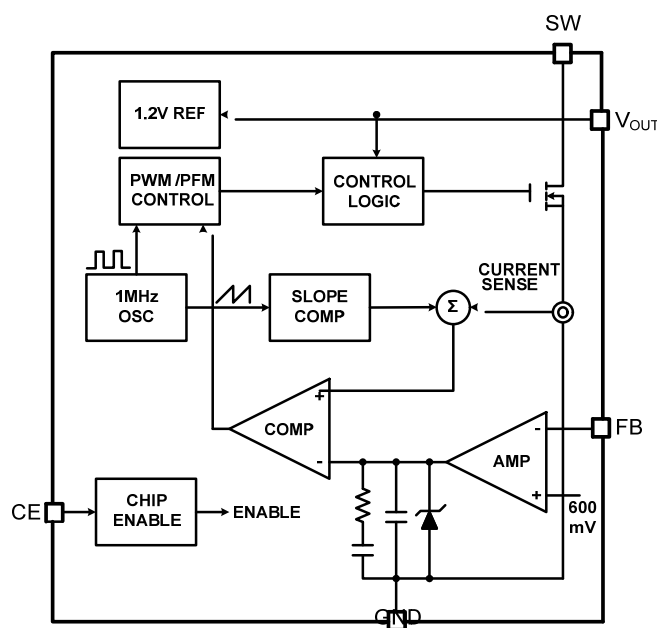 SW
1.2V REF
VOUT
PWM /PFM
CONTROL
CONTROL
LOGIC
CURRENT
SENSE
1MHz
OSC
SLOPE
COMP
Σ
+
COMP
-
-
FB
AMP
+
600
mV
CE
CHIP
ENABLE
ENABLE
GND